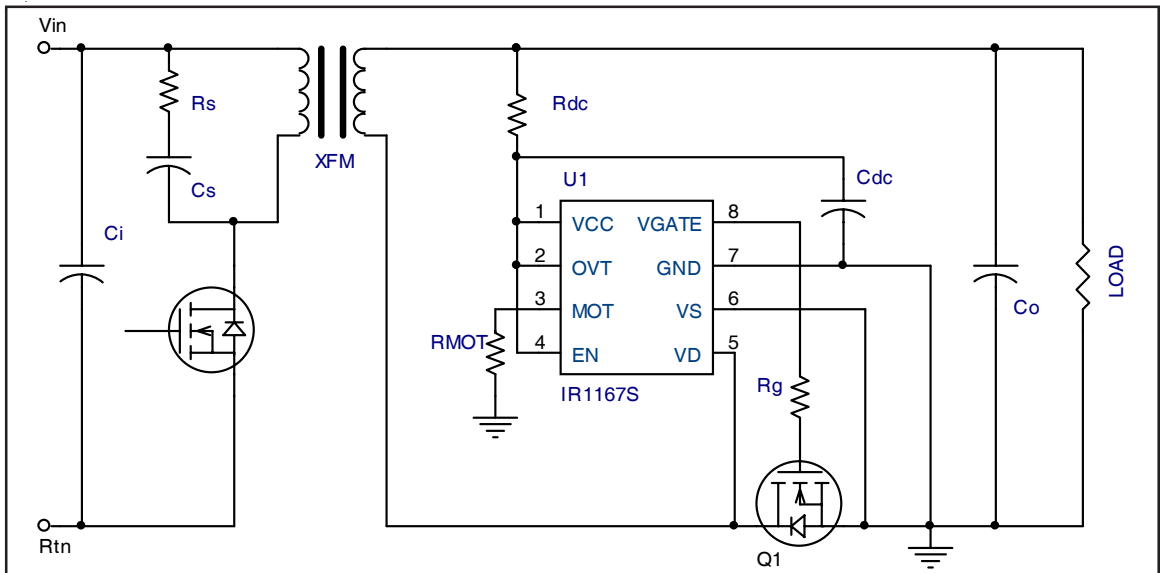 Vin
Rs
Cs
Ci
XFM
Rdc
Cdc
U1
1
VCC
VGATE
8
2
OVT
GND
7
3
MOT
VS
6
4
EN
VD
5
RMOT
IR1167S
Rg
Co
LOAD
Rtn
Q1